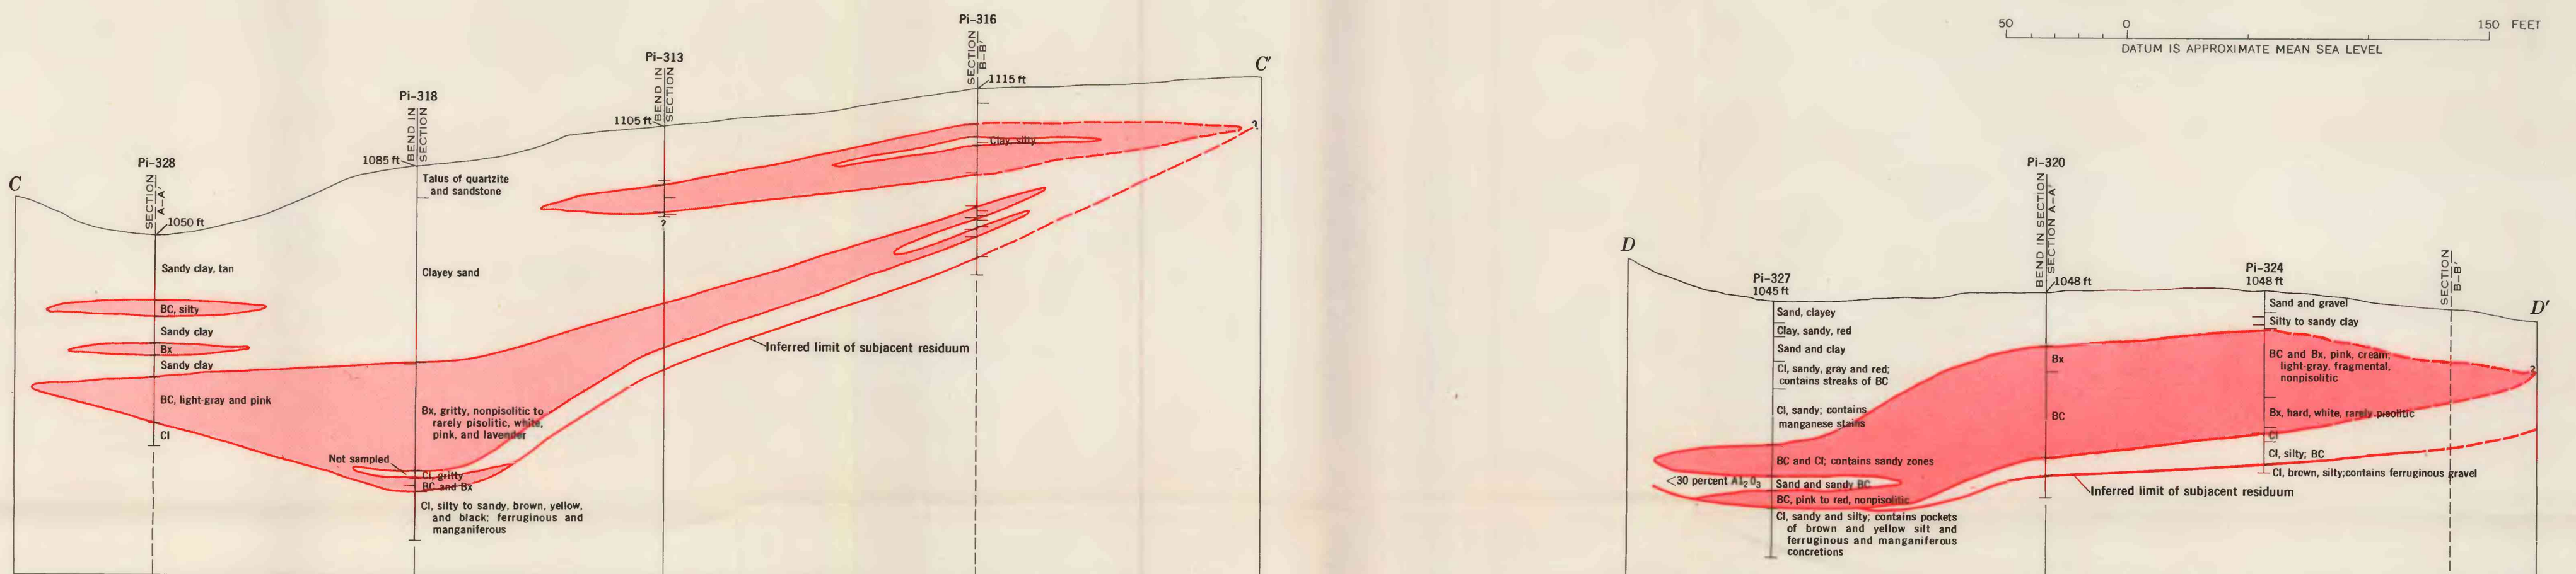 50 0 150 FEET
DATUM IS APPROXIMATE MEAN SEA LEVEL
C
Pi-328
SECTION
A-A'
1050 ft
Sandy clay, tan
BC, silty
Sandy clay
Bx
Sandy clay
BC, light-gray and pink
Cl
Pi-318
BEND IN
SECTION
1085 ft
Talus of quartzite
and sandstone
Clayey sand
Bx, gritty, nonpisolitic to
rarely pisolitic, white,
pink, and lavender
Not sampled
Cl, gritty
BC and Bx
Cl, silty to sandy, brown, yellow,
and black; ferruginous and
manganiferous
Pi-313
BEND IN
SECTION
1105 ft
?
Pi-316
SECTION
B-B'
1115 ft
Clay, silty
Inferred limit of subjacent residuum
C'
?
D
Pi-327
1045 ft
Sand, clayey
Clay, sandy, red
Sand and clay
Cl, sandy, gray and red;
contains streaks of BC
Cl, sandy; contains
manganese stains
BC and Cl; contains sandy zones
<30 percent Al₂O₃
Sand and sandy BC
BC, pink to red, nonpisolitic
Cl, sandy and silty; contains pockets
of brown and yellow silt and
ferruginous and manganiferous
concretions
Pi-320
BEND IN SECTION
SECTION A-A'
1048 ft
Bx
BC
Pi-324
1048 ft
Sand and gravel
Silty to sandy clay
BC and Bx, pink, cream,
light-gray, fragmental,
nonpisolitic
Bx, hard, white, rarely pisolitic
Cl
Cl, silty; BC
Cl, brown, silty;contains ferruginous gravel
Inferred limit of subjacent residuum
SECTION
B-B'
D'
?